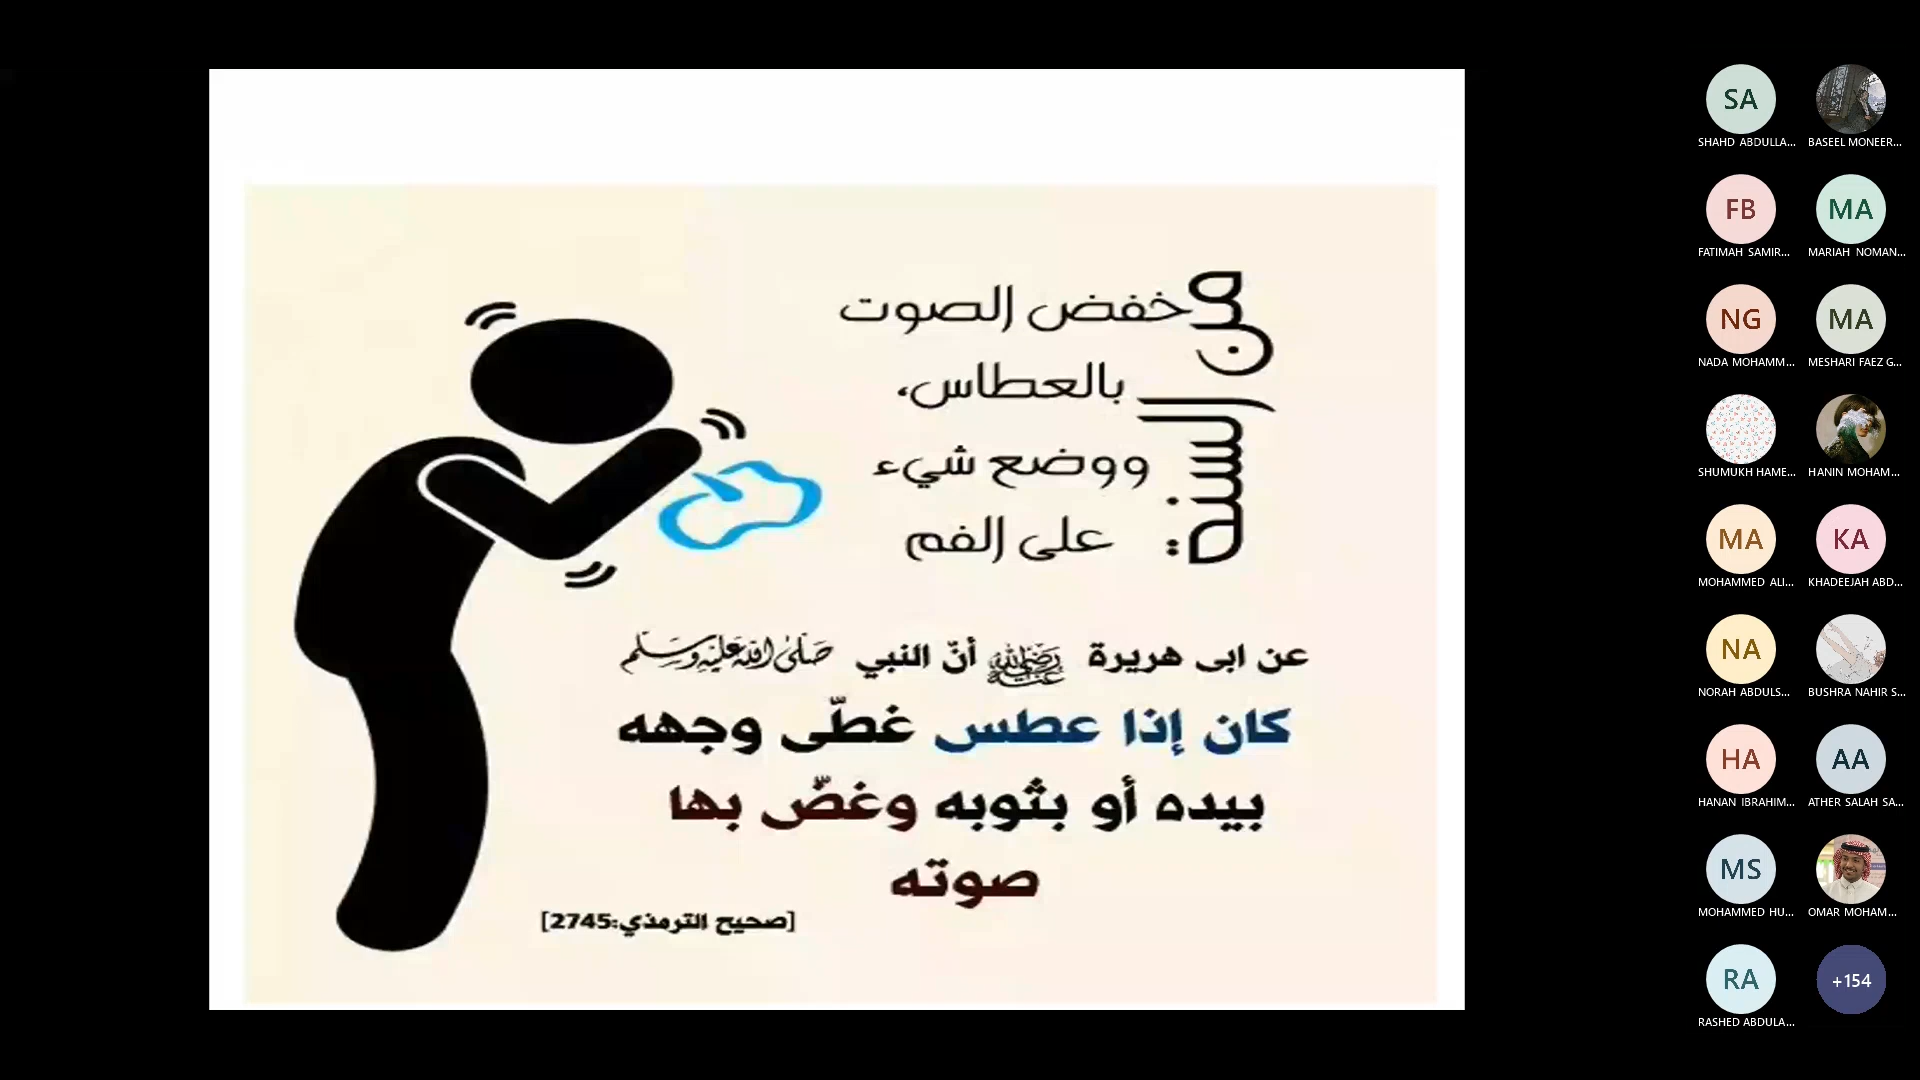 من السنة:
خفض الصوت
بالعطاس،
ووضع شيء
على الفم
عن ابى هريرة رضي الله عنه أنّ النبي صلى الله عليه وسلم
كان إذا عطس غطّى وجهه
بيده أو بثوبه وغضّ بها
صوته
[صحيح الترمذي:2745]
SA
SHAHD ABDULLA...
BASEEL MONEER...
FB
FATIMAH SAMIR...
MA
MARIAH NOMAN...
NG
NADA MOHAMM...
MA
MESHARI FAEZ G...
SHUMUKH HAME...
HANIN MOHAM...
MA
MOHAMMED ALI...
KA
KHADEEJAH ABD...
NA
NORAH ABDULS...
BUSHRA NAHIR S...
HA
HANAN IBRAHIM...
AA
ATHER SALAH SA...
MS
MOHAMMED HU...
OMAR MOHAM...
RA
RASHED ABDULA...
+154